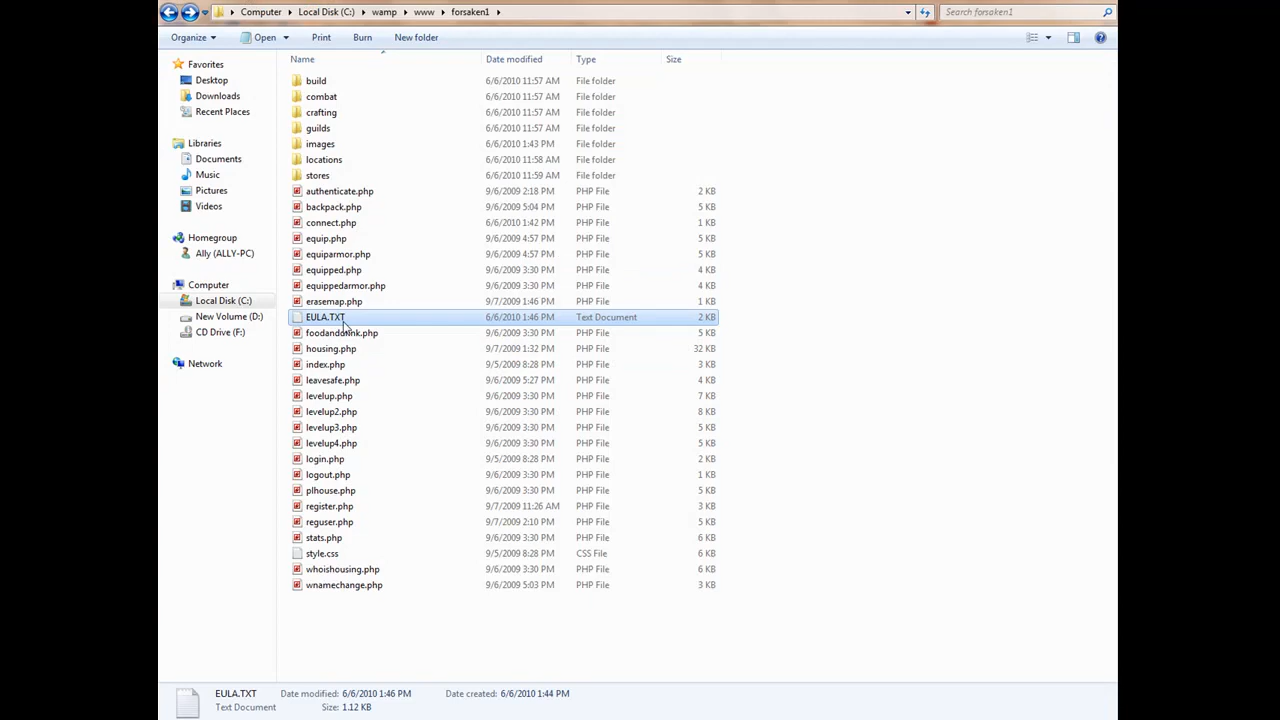 Computer Local Disk (C:) wamp www forsaken1 Search forsaken1
Organize Open Print Burn New folder
Favorites
Desktop
Downloads
Recent Places
Libraries
Documents
Music
Pictures
Videos
Homegroup
Ally (ALLY-PC)
Computer
Local Disk (C:)
New Volume (D:)
CD Drive (F:)
Network
Name Date modified Type Size
build 6/6/2010 11:57 AM File folder
combat 6/6/2010 11:57 AM File folder
crafting 6/6/2010 11:57 AM File folder
guilds 6/6/2010 11:57 AM File folder
images 6/6/2010 1:43 PM File folder
locations 6/6/2010 11:58 AM File folder
stores 6/6/2010 11:59 AM File folder
authenticate.php 9/6/2009 2:18 PM PHP File 2 KB
backpack.php 9/6/2009 5:04 PM PHP File 5 KB
connect.php 6/6/2010 1:42 PM PHP File 1 KB
equip.php 9/6/2009 4:57 PM PHP File 5 KB
equiparmor.php 9/6/2009 4:57 PM PHP File 5 KB
equipped.php 9/6/2009 3:30 PM PHP File 4 KB
equippedarmor.php 9/6/2009 3:30 PM PHP File 4 KB
erasemap.php 9/7/2009 1:46 PM PHP File 1 KB
EULA.TXT 6/6/2010 1:46 PM Text Document 2 KB
foodanddrink.php 9/6/2009 3:30 PM PHP File 5 KB
housing.php 9/7/2009 1:32 PM PHP File 32 KB
index.php 9/5/2009 8:28 PM PHP File 3 KB
leavesafe.php 9/6/2009 5:27 PM PHP File 4 KB
levelup.php 9/6/2009 3:30 PM PHP File 7 KB
levelup2.php 9/6/2009 3:30 PM PHP File 8 KB
levelup3.php 9/6/2009 3:30 PM PHP File 5 KB
levelup4.php 9/6/2009 3:30 PM PHP File 5 KB
login.php 9/5/2009 8:28 PM PHP File 2 KB
logout.php 9/6/2009 3:30 PM PHP File 1 KB
plhouse.php 9/6/2009 3:30 PM PHP File 5 KB
register.php 9/7/2009 11:26 AM PHP File 3 KB
reguser.php 9/7/2009 2:10 PM PHP File 5 KB
stats.php 9/6/2009 3:30 PM PHP File 6 KB
style.css 9/5/2009 8:28 PM CSS File 6 KB
whoishousing.php 9/6/2009 3:30 PM PHP File 6 KB
wnamechange.php 9/6/2009 5:03 PM PHP File 3 KB
EULA.TXT Date modified: 6/6/2010 1:46 PM Date created: 6/6/2010 1:44 PM
Text Document Size: 1.12 KB